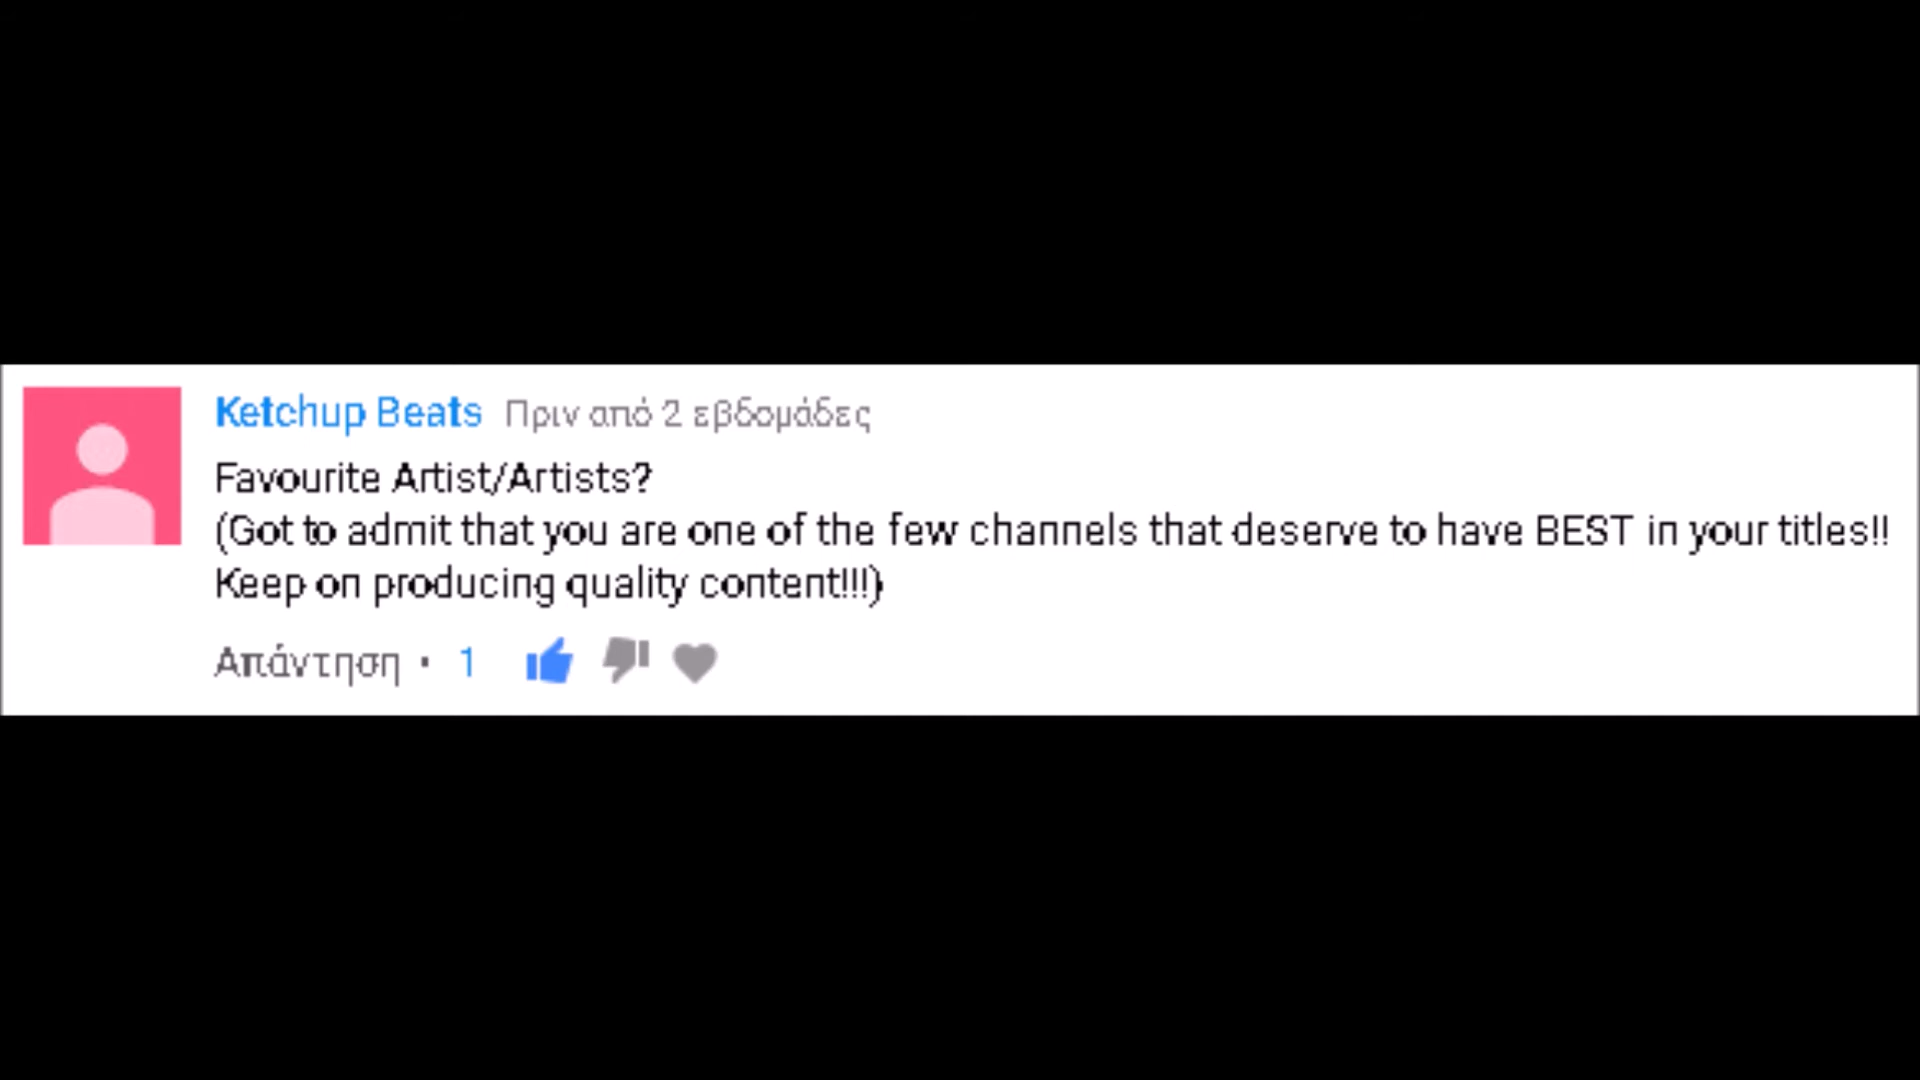 Ketchup Beats Πριν από 2 εβδομάδες
Favourite Artist/Artists?
(Got to admit that you are one of the few channels that deserve to have BEST in your titles!!
Keep on producing quality content!!!)
Απάντηση · 1